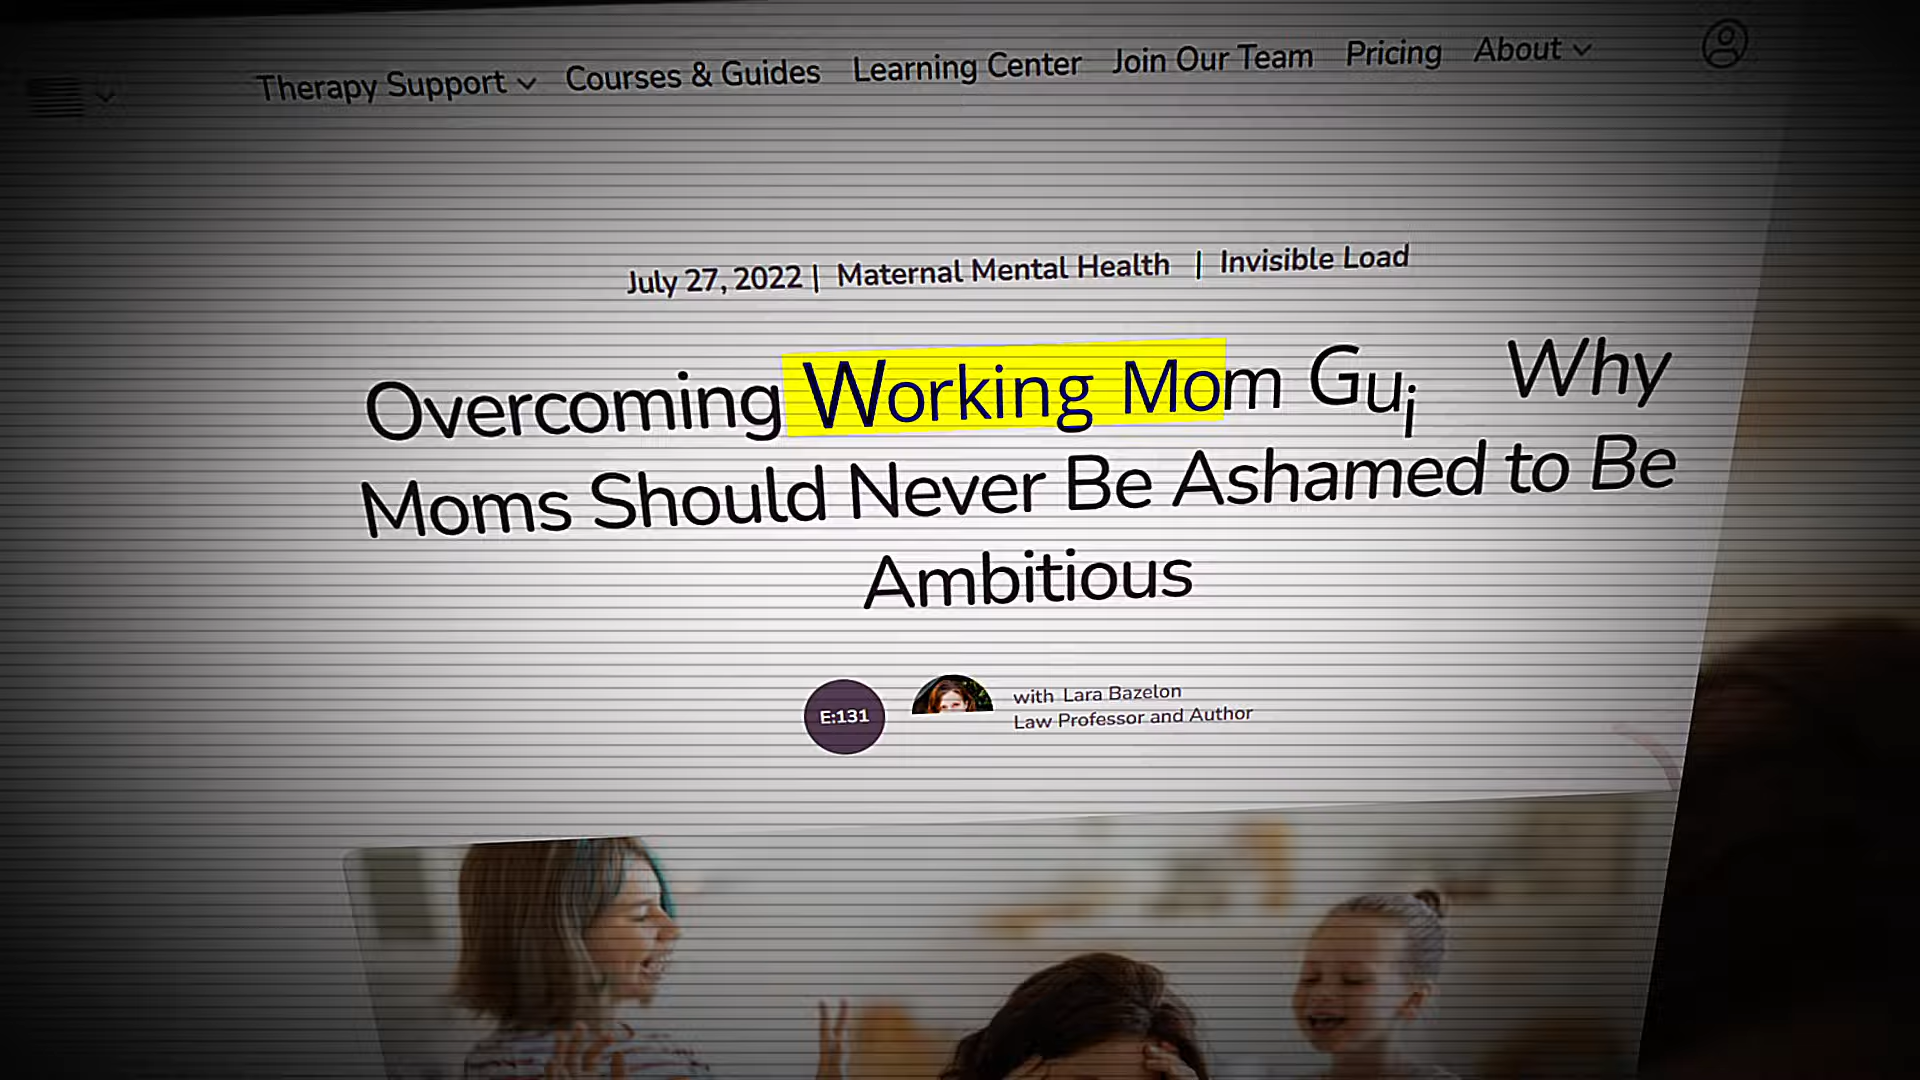 Therapy Support Courses & Guides Learning Center Join Our Team Pricing About
July 27, 2022 | Maternal Mental Health | Invisible Load
Overcoming Working Mom Gui Why
Moms Should Never Be Ashamed to Be
Ambitious
E:131
with Lara Bazelon
Law Professor and Author